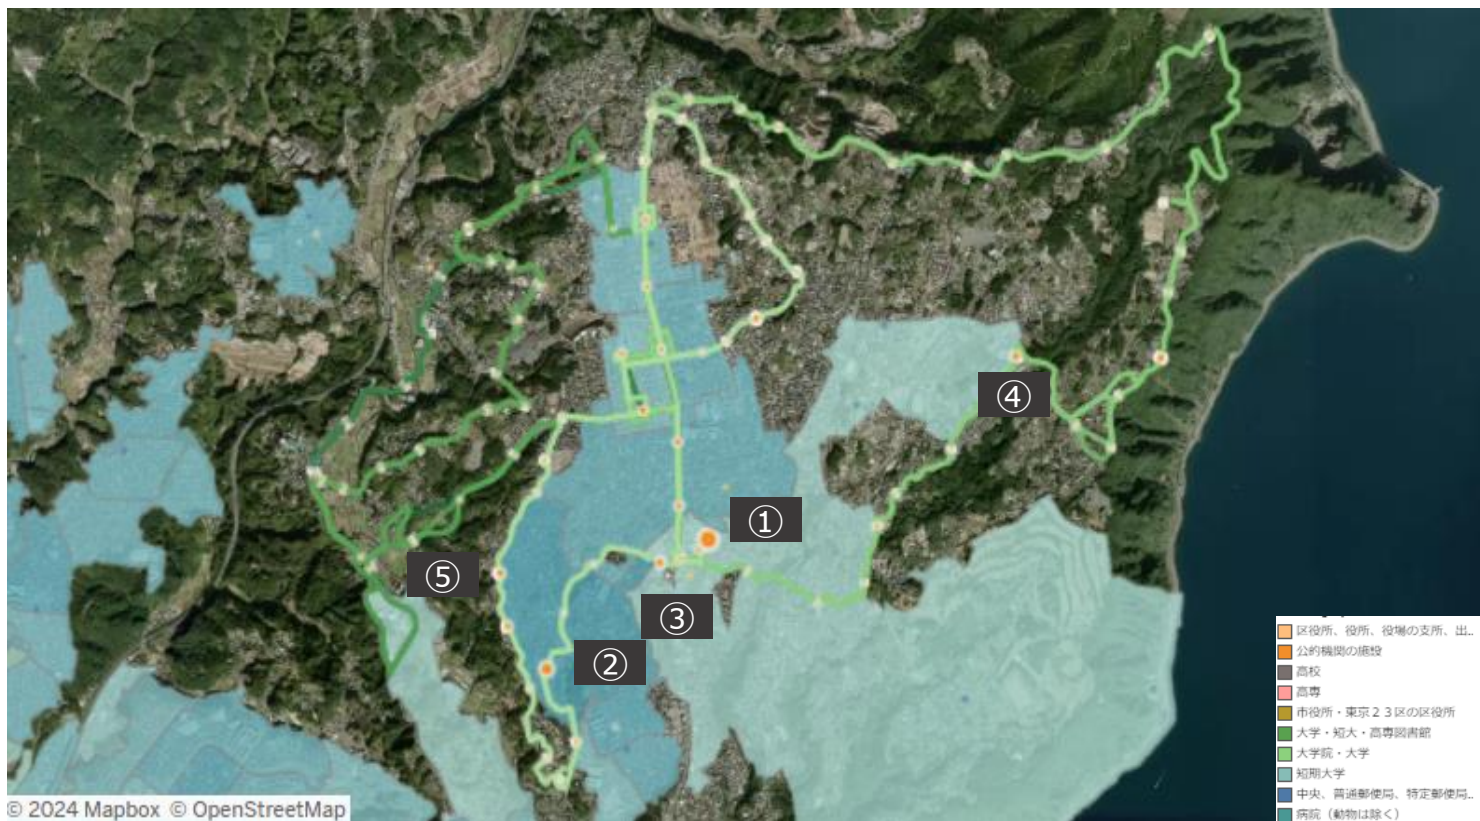 ①
④
⑤
③
②
区役所、役所、役場の支所、出…
公的機関の施設
高校
高専
市役所・東京２３区の区役所
大学・短大・高専図書館
大学院・大学
短期大学
中央、普通郵便局、特定郵便局…
病院（動物は除く）
© 2024 Mapbox © OpenStreetMap